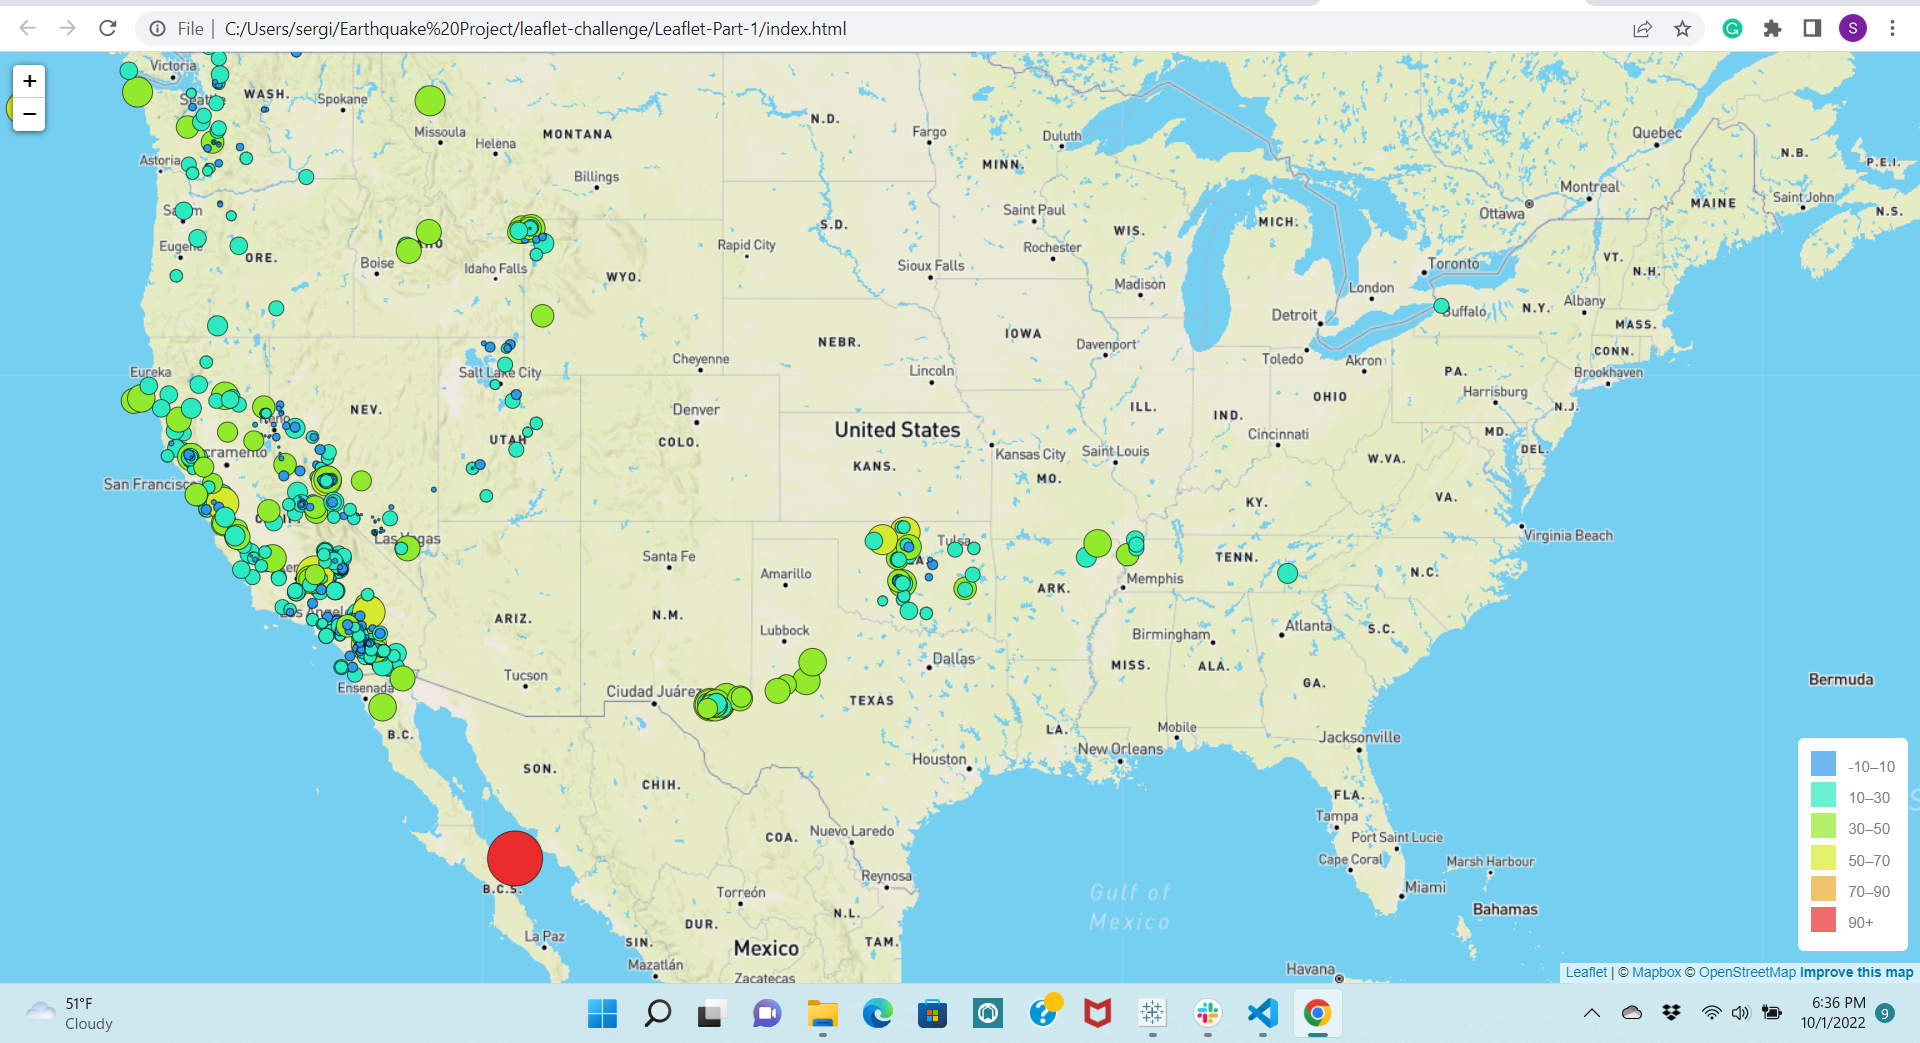 File
C:/Users/sergi/Earthquake%20Project/leaflet-challenge/Leaflet-Part-1/index.html
S
+
−
Victoria
Seattle
WASH.
Spokane
Missoula
Helena
MONTANA
N.D.
Fargo
Duluth
Quebec
N.B.
P.E.I.
Astoria
MINN.
Billings
Montreal
Ottawa
MAINE
Saint John
N.S.
Salem
Eugene
ORE.
Rapid City
S.D.
Saint Paul
WIS.
MICH.
Rochester
Boise
Idaho Falls
WYO.
Sioux Falls
Madison
Toronto
VT.
N.H.
London
Detroit
Buffalo
N.Y.
Albany
MASS.
IOWA
NEBR.
Davenport
Toledo
Akron
CONN.
Eureka
Salt Lake City
Cheyenne
Lincoln
PA.
Brookhaven
Harrisburg
NEV.
Denver
ILL.
IND.
OHIO
N.J.
United States
UTAH
COLO.
Cincinnati
MD.
DEL.
cramento
KANS.
Kansas City
Saint Louis
MO.
W.VA.
San Francisco
KY.
VA.
Las Vegas
Santa Fe
Tulsa
TENN.
Virginia Beach
Amarillo
ARK.
Memphis
N.C.
Los Angeles
ARIZ.
N.M.
Lubbock
Birmingham
Atlanta
S.C.
Dallas
MISS.
ALA.
GA.
Tucson
Ensenada
Ciudad Juárez
TEXAS
Bermuda
B.C.
LA.
Mobile
New Orleans
Jacksonville
SON.
CHIH.
Houston
FLA.
Tampa
Port Saint Lucie
COA.
Nuevo Laredo
Cape Coral
Marsh Harbour
B.C.S.
Torreón
Reynosa
Gulf of
Mexico
Miami
Bahamas
DUR.
N.L.
La Paz
SIN.
Mexico
TAM.
Mazatlán
Zacatecas
Havana
-10–10
10–30
30–50
50–70
70–90
90+
Leaflet | © Mapbox © OpenStreetMap Improve this map
51°F
Cloudy
6:36 PM
10/1/2022
9